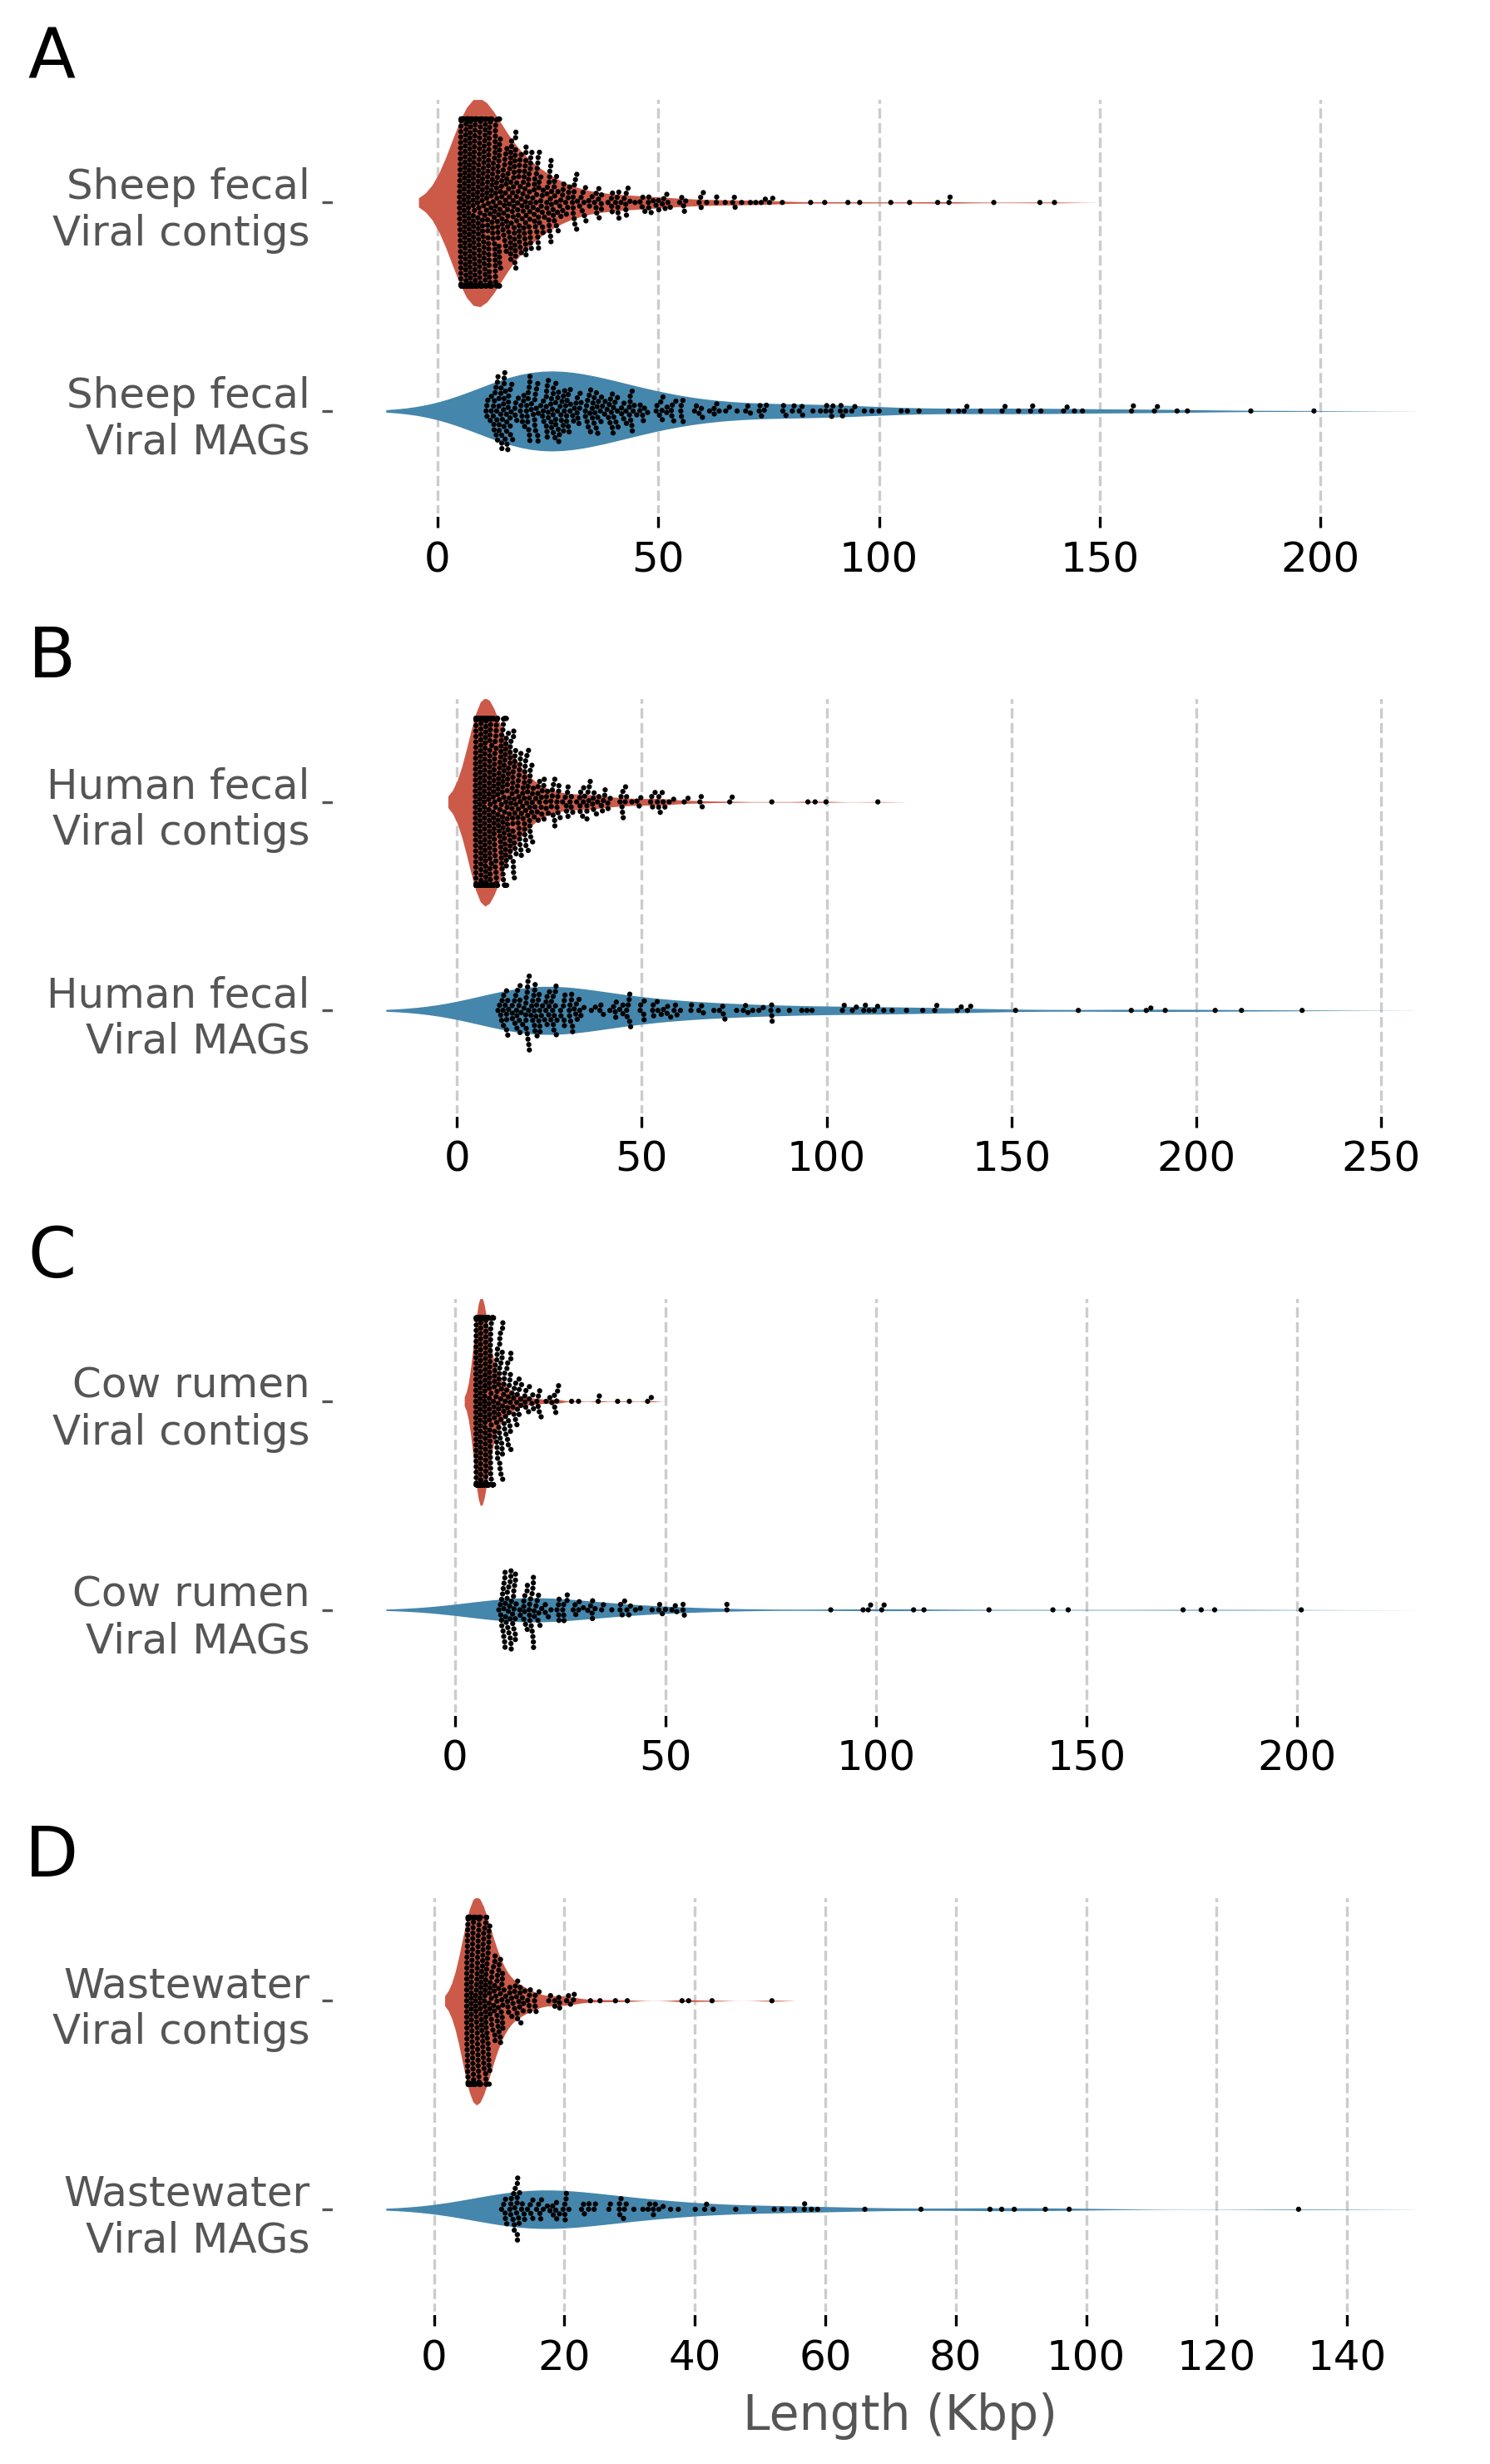 A
Sheep fecal
Viral contigs
Sheep fecal
Viral MAGs
0 50 100 150 200
B
Human fecal
Viral contigs
Human fecal
Viral MAGs
0 50 100 150 200 250
C
Cow rumen
Viral contigs
Cow rumen
Viral MAGs
0 50 100 150 200
D
Wastewater
Viral contigs
Wastewater
Viral MAGs
0 20 40 60 80 100 120 140
Length (Kbp)